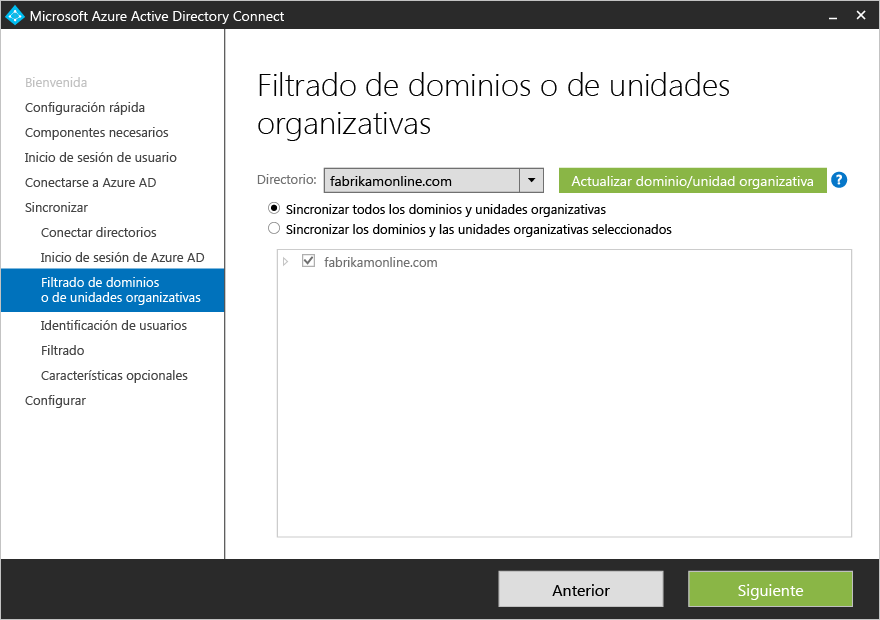 Microsoft Azure Active Directory Connect
Bienvenida
Configuración rápida
Componentes necesarios
Inicio de sesión de usuario
Conectarse a Azure AD
Sincronizar
Conectar directorios
Inicio de sesión de Azure AD
Filtrado de dominios
o de unidades organizativas
Identificación de usuarios
Filtrado
Características opcionales
Configurar
Filtrado de dominios o de unidades
organizativas
Directorio: fabrikamonline.com Actualizar dominio/unidad organizativa ?
Sincronizar todos los dominios y unidades organizativas
Sincronizar los dominios y las unidades organizativas seleccionados
fabrikamonline.com
Anterior Siguiente